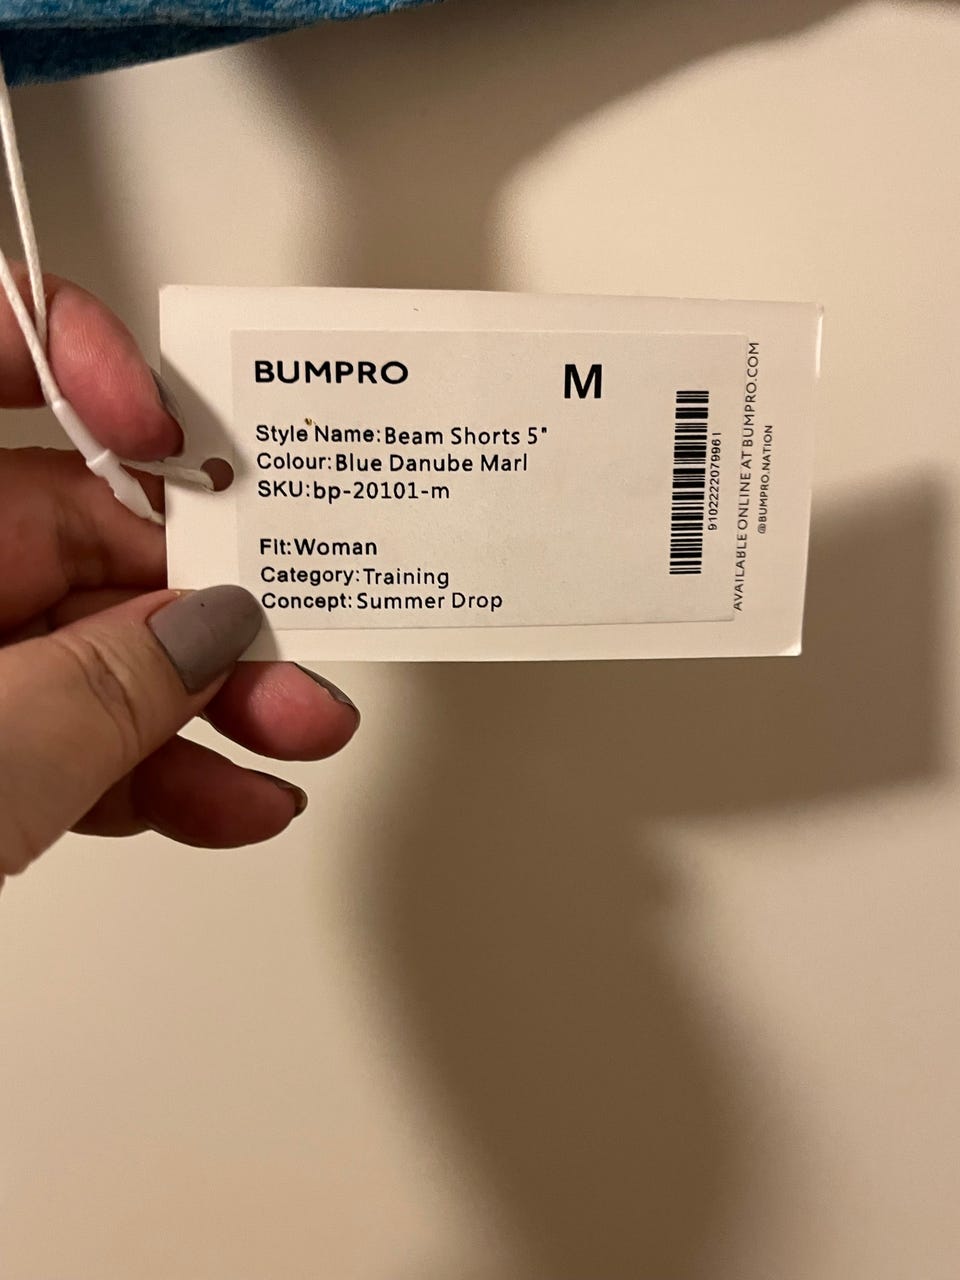 BUMPRO
M
Style Name:Beam Shorts 5"
Colour:Blue Danube Marl
SKU:bp-20101-m
Fit:Woman
Category:Training
Concept:Summer Drop
9102222079961
AVAILABLE ONLINE AT BUMPRO.COM
@BUMPRO.NATION